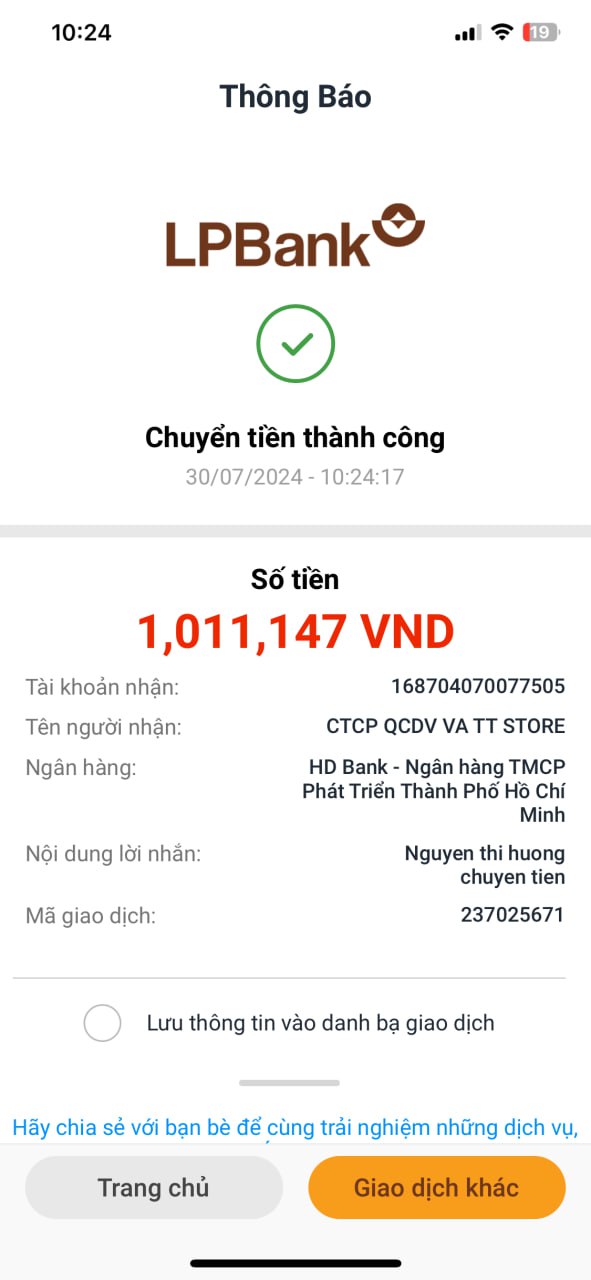 10:24
19
Thông Báo
LPBank
Chuyển tiền thành công
30/07/2024 - 10:24:17
Số tiền
1,011,147 VND
Tài khoản nhận: 168704070077505
Tên người nhận: CTCP QCDV VA TT STORE
Ngân hàng: HD Bank - Ngân hàng TMCP
Phát Triển Thành Phố Hồ Chí
Minh
Nội dung lời nhắn: Nguyen thi huong
chuyen tien
Mã giao dịch: 237025671
Lưu thông tin vào danh bạ giao dịch
Hãy chia sẻ với bạn bè để cùng trải nghiệm những dịch vụ,
Trang chủ
Giao dịch khác